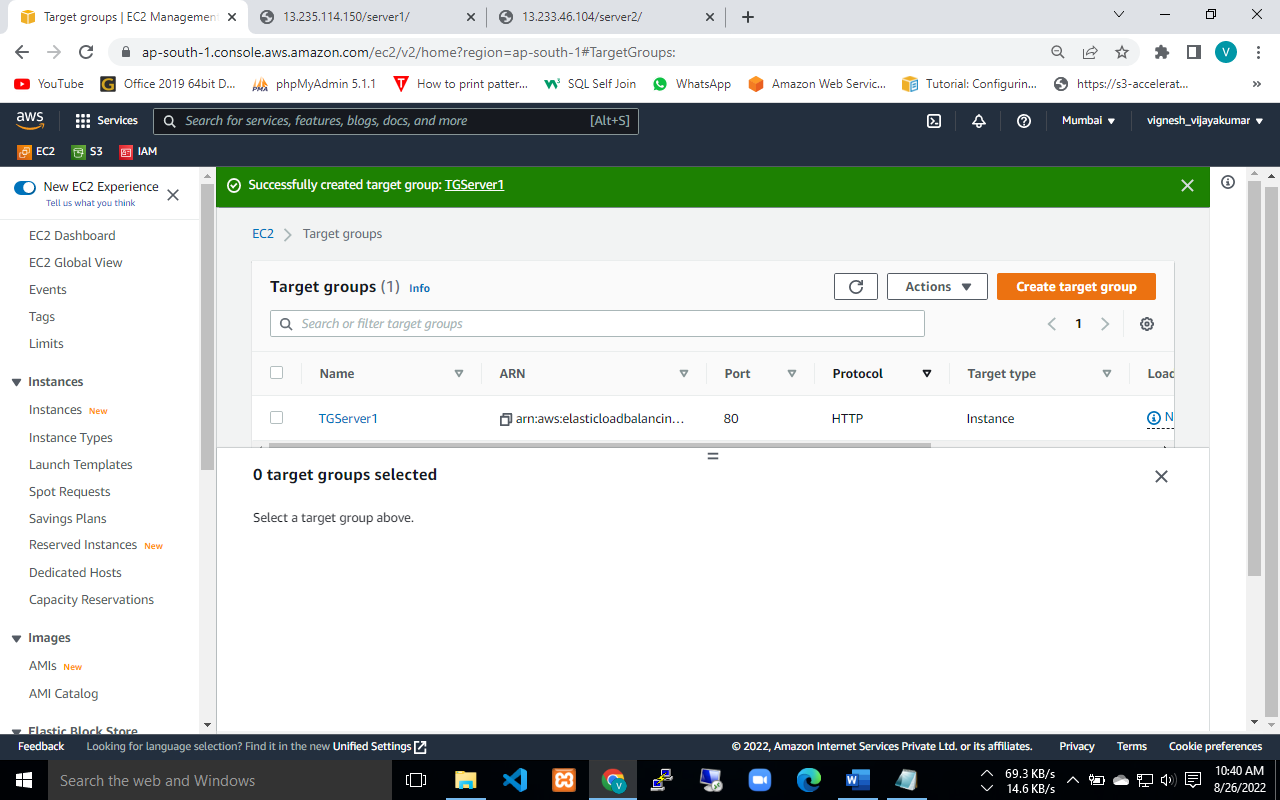 Target groups | EC2 Management
13.235.114.150/server1/
13.233.46.104/server2/
ap-south-1.console.aws.amazon.com/ec2/v2/home?region=ap-south-1#TargetGroups:
V
YouTube
Office 2019 64bit D...
phpMyAdmin 5.1.1
How to print patter...
SQL Self Join
WhatsApp
Amazon Web Servic...
Tutorial: Configurin...
https://s3-accelerat...
»
aws
Services
Search for services, features, blogs, docs, and more
[Alt+S]
Mumbai
vignesh_vijayakumar
EC2
S3
IAM
New EC2 Experience
Tell us what you think
EC2 Dashboard
EC2 Global View
Events
Tags
Limits
Instances
Instances New
Instance Types
Launch Templates
Spot Requests
Savings Plans
Reserved Instances New
Dedicated Hosts
Capacity Reservations
Images
AMIs New
AMI Catalog
Elastic Block Store
Successfully created target group: TGServer1
EC2 > Target groups
Target groups (1) Info
Actions
Create target group
Search or filter target groups
1
Name
ARN
Port
Protocol
Target type
Load
TGServer1
arn:aws:elasticloadbalancin...
80
HTTP
Instance
N
0 target groups selected
Select a target group above.
Feedback
Looking for language selection? Find it in the new Unified Settings
© 2022, Amazon Internet Services Private Ltd. or its affiliates.
Privacy
Terms
Cookie preferences
Search the web and Windows
69.3 KB/s
14.6 KB/s
10:40 AM
8/26/2022